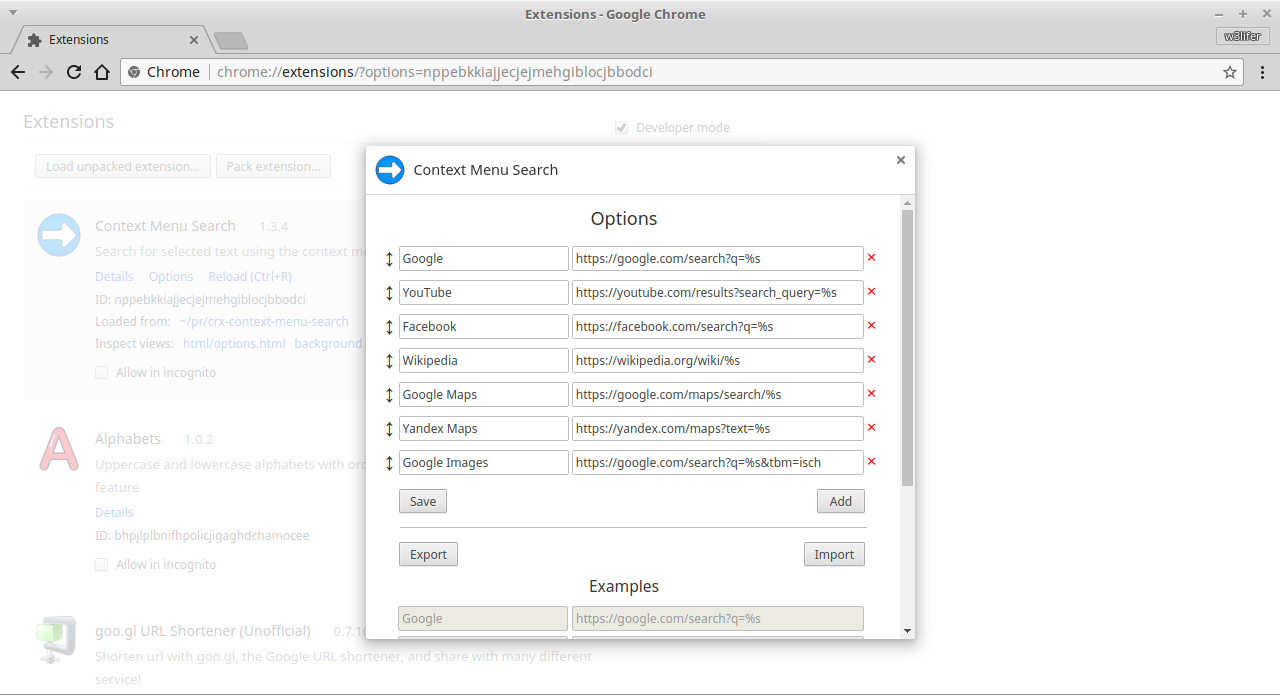 Extensions - Google Chrome
Extensions
w3lifer
Chrome chrome://extensions/?options=nppebkkiajjecjejmehgiblocjbbodci
Extensions
Developer mode
Load unpacked extension... Pack extension...
Context Menu Search 1.3.4
Search for selected text using the context me
Details Options Reload (Ctrl+R)
ID: nppebkkiajjecjejmehgiblocjbbodci
Loaded from: ~/pr/crx-context-menu-search
Inspect views: html/options.html background
Allow in incognito
Alphabets 1.0.2
Uppercase and lowercase alphabets with orc
feature
Details
ID: bhpjlplbnifhpolicjigaghdchamocee
Allow in incognito
goo.gl URL Shortener (Unofficial) 0.7.1
Shorten url with goo.gl, the Google URL shortener, and share with many different
service!
Context Menu Search
Options
Google https://google.com/search?q=%s
YouTube https://youtube.com/results?search_query=%s
Facebook https://facebook.com/search?q=%s
Wikipedia https://wikipedia.org/wiki/%s
Google Maps https://google.com/maps/search/%s
Yandex Maps https://yandex.com/maps?text=%s
Google Images https://google.com/search?q=%s&tbm=isch
Save Add
Export Import
Examples
Google https://google.com/search?q=%s